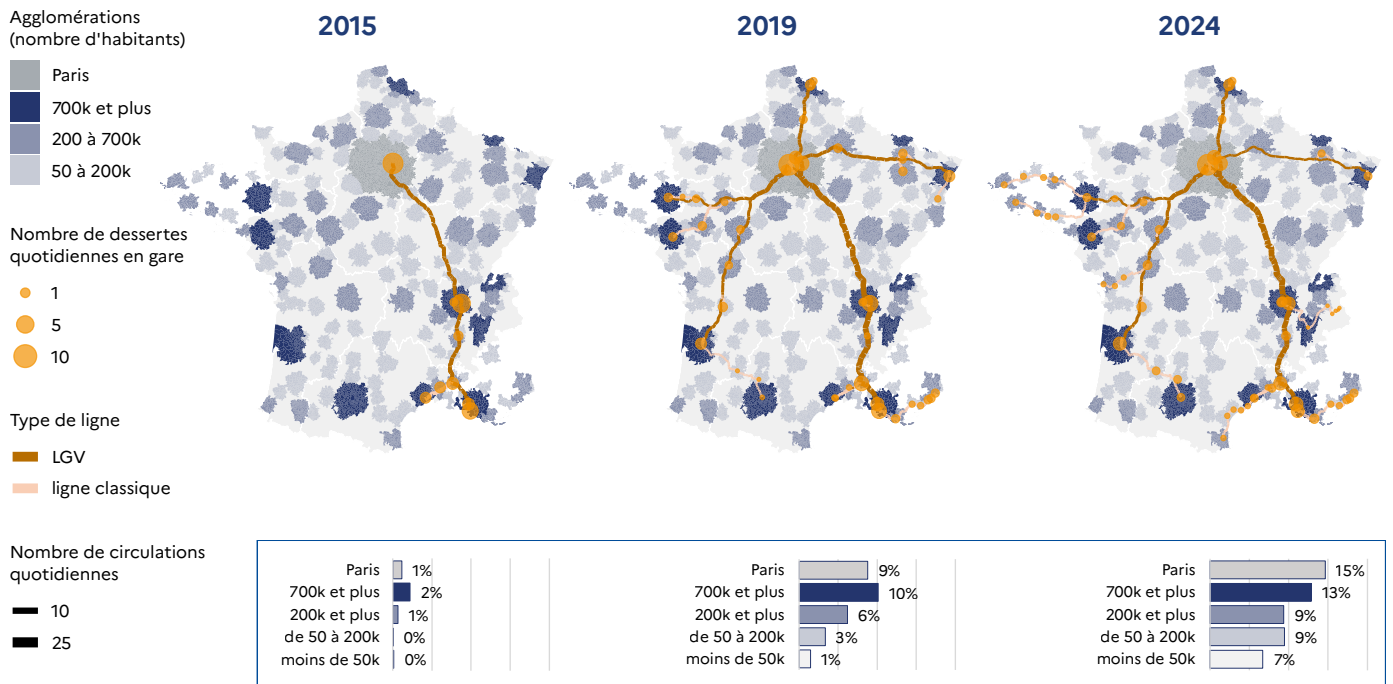 Agglomérations
(nombre d'habitants)
Paris
700k et plus
200 à 700k
50 à 200k
Nombre de dessertes
quotidiennes en gare
1
5
10
Type de ligne
LGV
ligne classique
Nombre de circulations
quotidiennes
10
25
2015
2019
2024
Paris 1%
700k et plus 2%
200k et plus 1%
de 50 à 200k 0%
moins de 50k 0%
Paris 9%
700k et plus 10%
200k et plus 6%
de 50 à 200k 3%
moins de 50k 1%
Paris 15%
700k et plus 13%
200k et plus 9%
de 50 à 200k 9%
moins de 50k 7%